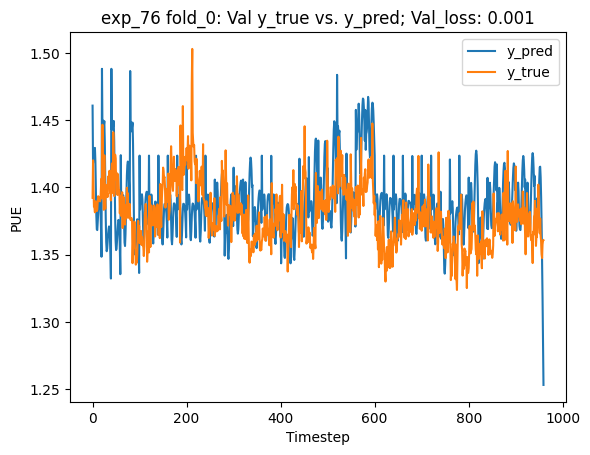 exp_76 fold_0: Val y_true vs. y_pred; Val_loss: 0.001
y_pred
y_true
1.50
1.45
1.40
1.35
1.30
1.25
PUE
0 200 400 600 800 1000
Timestep